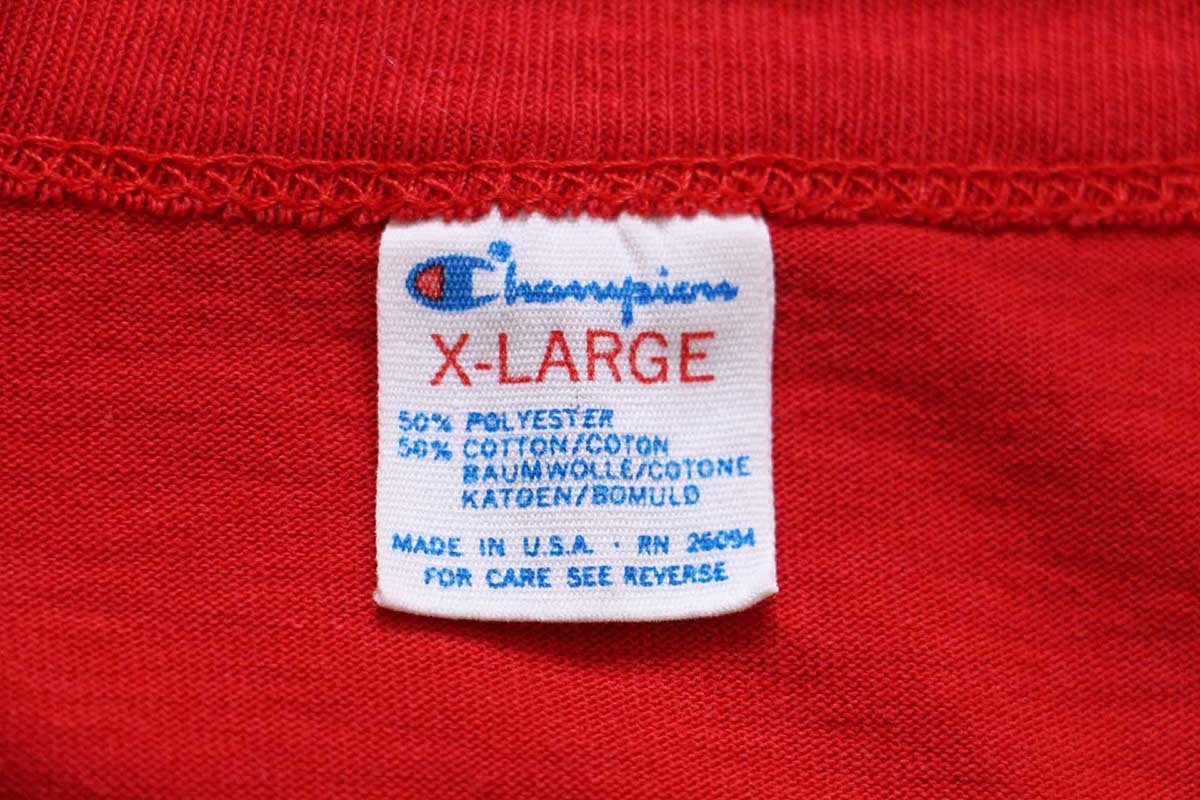 Champion
X-LARGE
50% POLYESTER
50% COTTON/COTON
BAUMWOLLE/COTONE
KATOEN/BOMULD
MADE IN U.S.A. · RN 26094
FOR CARE SEE REVERSE